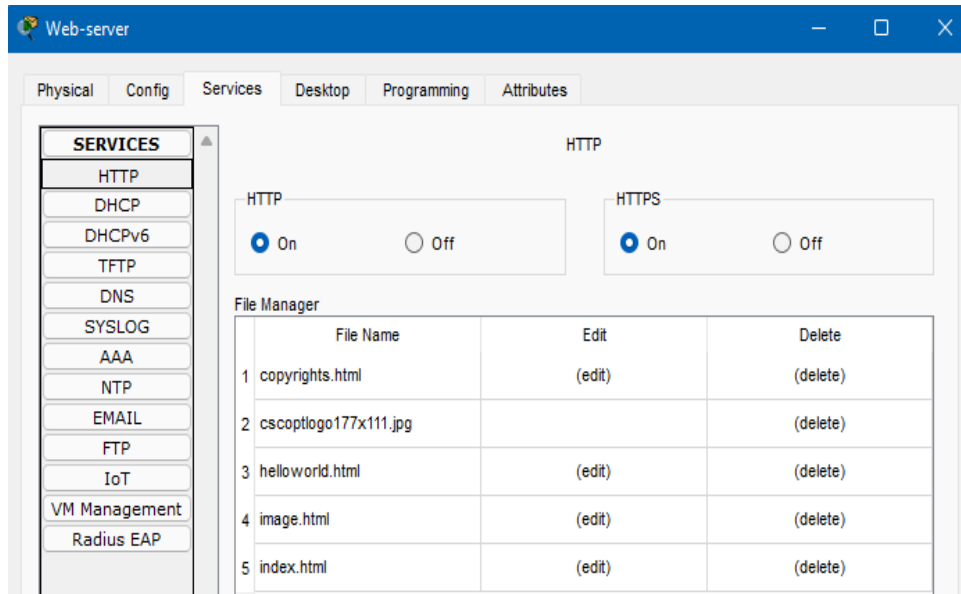 Web-server
Physical Config Services Desktop Programming Attributes
SERVICES
HTTP
DHCP
DHCPv6
TFTP
DNS
SYSLOG
AAA
NTP
EMAIL
FTP
IoT
VM Management
Radius EAP
HTTP
HTTP
On Off
HTTPS
On Off
File Manager
File Name Edit Delete
1 copyrights.html (edit) (delete)
2 cscoptlogo177x111.jpg (delete)
3 helloworld.html (edit) (delete)
4 image.html (edit) (delete)
5 index.html (edit) (delete)